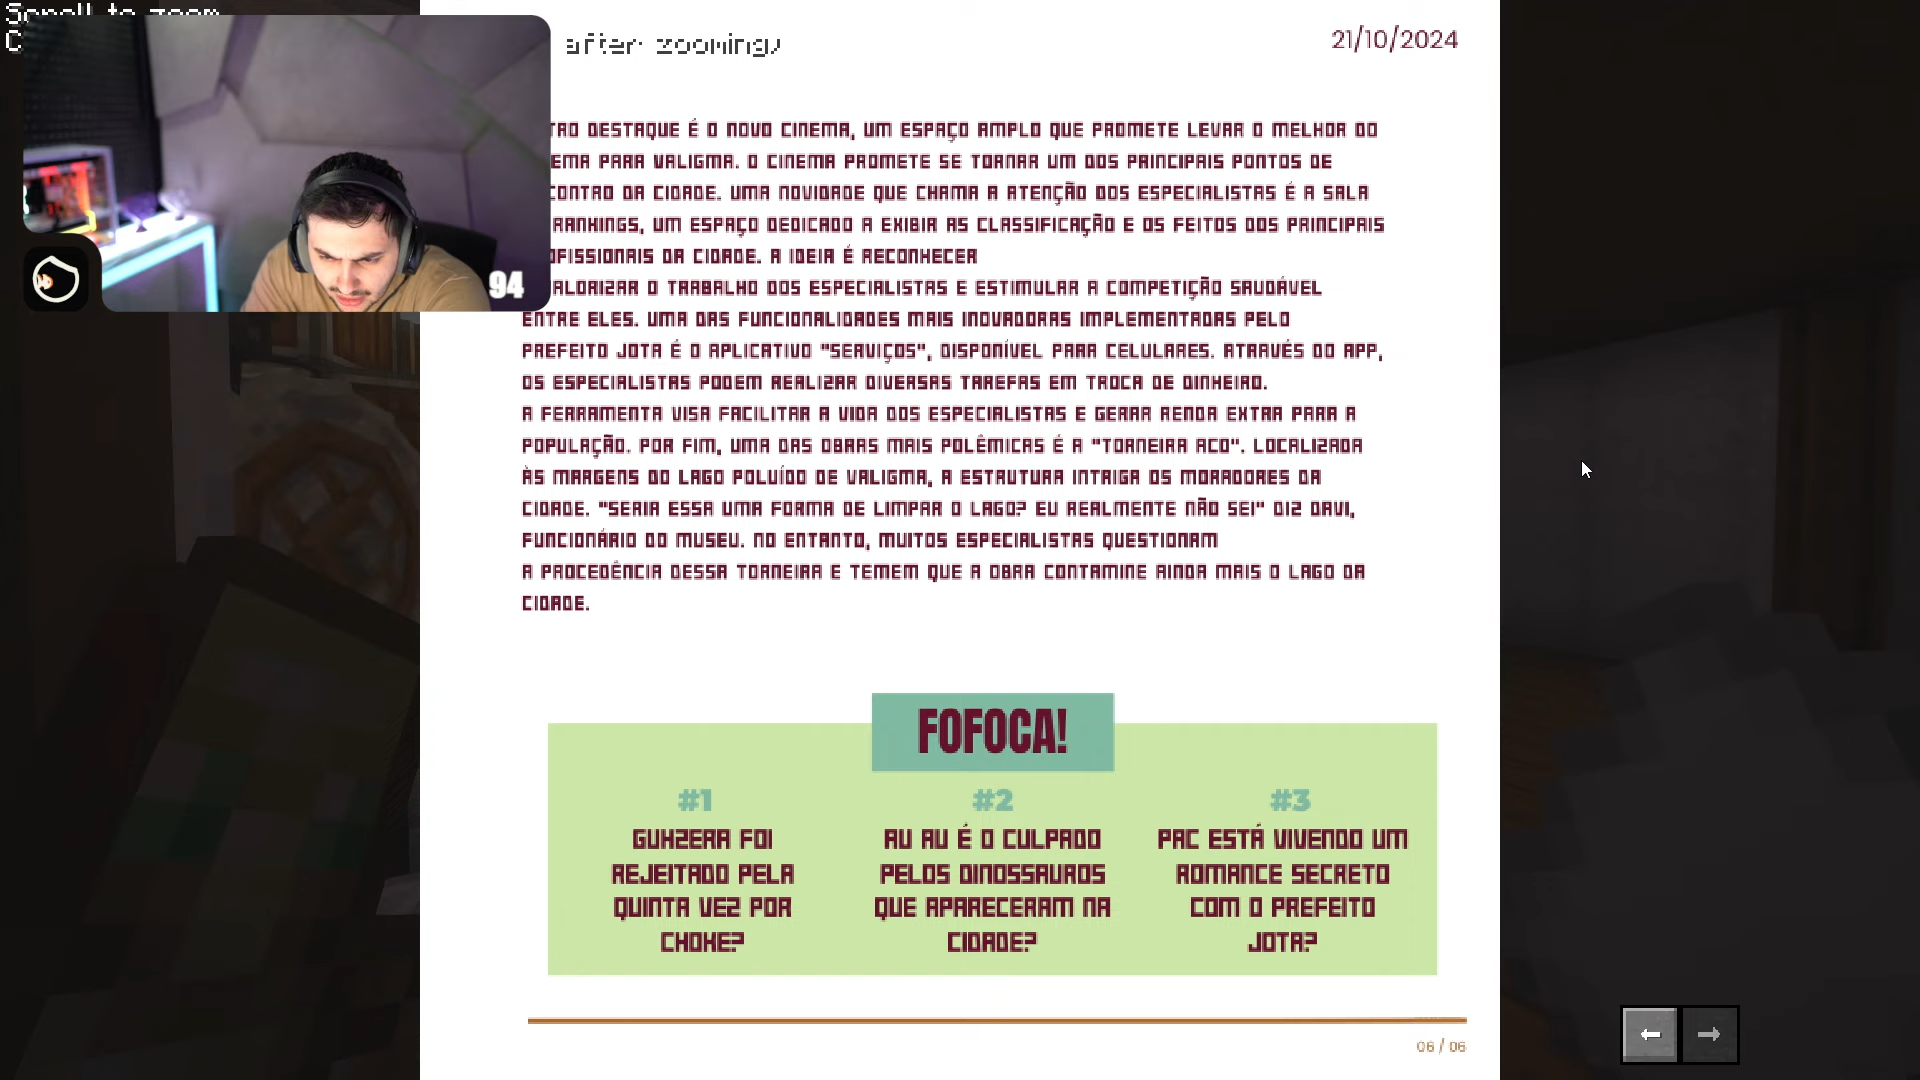 Scroll to zoom
C
after zooming)
21/10/2024
DESTAQUE É O NOVO CINEMA, UM ESPAÇO AMPLO QUE PROMETE LEVAR O MELHOR DO
PARA VALIGMA. O CINEMA PROMETE SE TORNAR UM DOS PRINCIPAIS PONTOS DE
DA CIDADE. UMA NOVIDADE QUE CHAMA A ATENÇÃO DOS ESPECIALISTAS É A SALA
RANKINGS, UM ESPAÇO DEDICADO A EXIBIR AS CLASSIFICAÇÃO E OS FEITOS DOS PRINCIPAIS
DA CIDADE. A IDEIA É RECONHECER
O TRABALHO DOS ESPECIALISTAS E ESTIMULAR A COMPETIÇÃO SAUDÁVEL
ENTRE ELES. UMA DAS FUNCIONALIDADES MAIS INOVADORAS IMPLEMENTADAS PELO
PREFEITO JOTA É O APLICATIVO "SERVIÇOS", DISPONÍVEL PARA CELULARES. ATRAVÉS DO APP,
OS ESPECIALISTAS PODEM REALIZAR DIVERSAS TAREFAS EM TROCA DE DINHEIRO.
A FERRAMENTA VISA FACILITAR A VIDA DOS ESPECIALISTAS E GERAR RENDA EXTRA PARA A
POPULAÇÃO. POR FIM, UMA DAS OBRAS MAIS POLÊMICAS É A "TORNEIRA ACO". LOCALIZADA
ÀS MARGENS DO LAGO POLUÍDO DE VALIGMA, A ESTRUTURA INTRIGA OS MORADORES DA
CIDADE. "SERIA ESSA UMA FORMA DE LIMPAR O LAGO? EU REALMENTE NÃO SEI" DIZ DAVI,
FUNCIONÁRIO DO MUSEU. NO ENTANTO, MUITOS ESPECIALISTAS QUESTIONAM
A PROCEDÊNCIA DESSA TORNEIRA E TEMEM QUE A OBRA CONTAMINE AINDA MAIS O LAGO DA
CIDADE.
94
FOFOCA!
#1
GUHZERA FOI
REJEITADO PELA
QUINTA VEZ POR
CHOKE?
#2
AU AU É O CULPADO
PELOS DINOSSAUROS
QUE APARECERAM NA
CIDADE?
#3
PAC ESTÁ VIVENDO UM
ROMANCE SECRETO
COM O PREFEITO
JOTA?
06 / 06